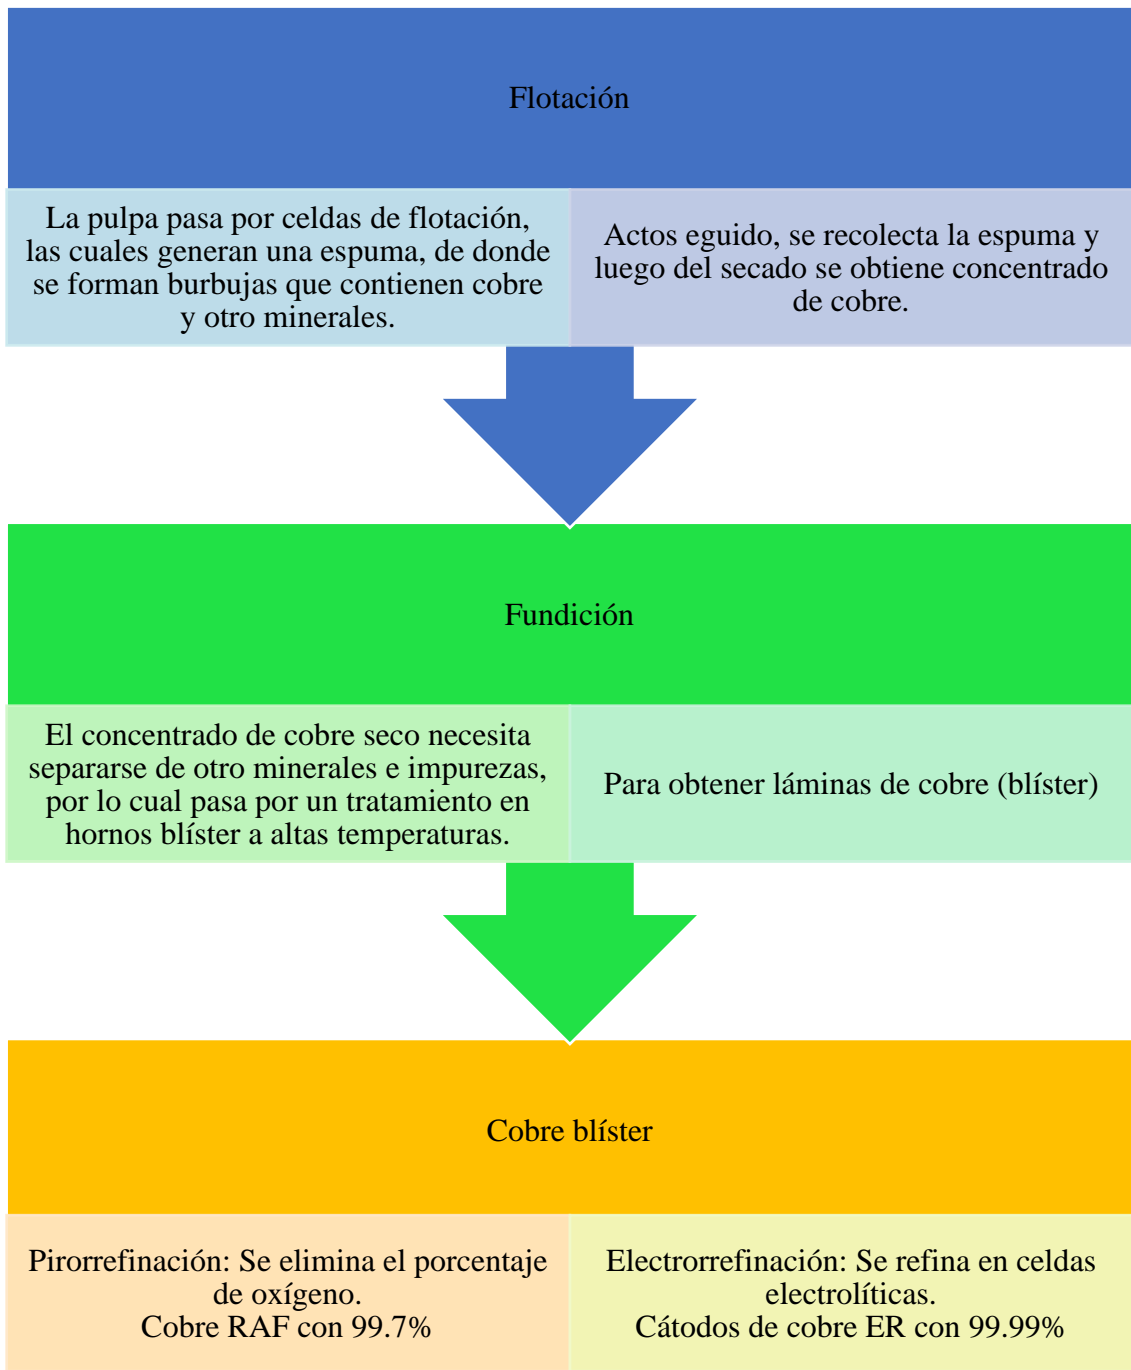 Flotación
La pulpa pasa por celdas de flotación,
las cuales generan una espuma, de donde
se forman burbujas que contienen cobre
y otro minerales.
Actos eguido, se recolecta la espuma y
luego del secado se obtiene concentrado
de cobre.
Fundición
El concentrado de cobre seco necesita
separarse de otro minerales e impurezas,
por lo cual pasa por un tratamiento en
hornos blíster a altas temperaturas.
Para obtener láminas de cobre (blíster)
Cobre blíster
Pirorrefinación: Se elimina el porcentaje
de oxígeno.
Cobre RAF con 99.7%
Electrorrefinación: Se refina en celdas
electrolíticas.
Cátodos de cobre ER con 99.99%